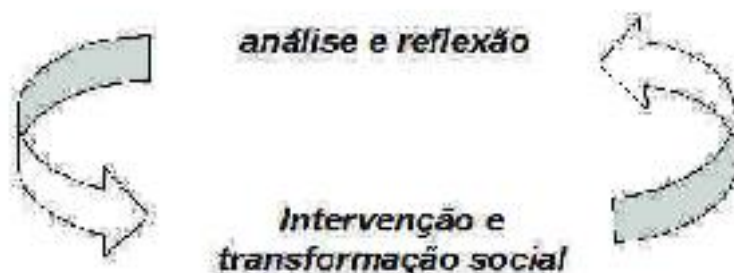 análise e reflexão
Intervenção e
transformação social